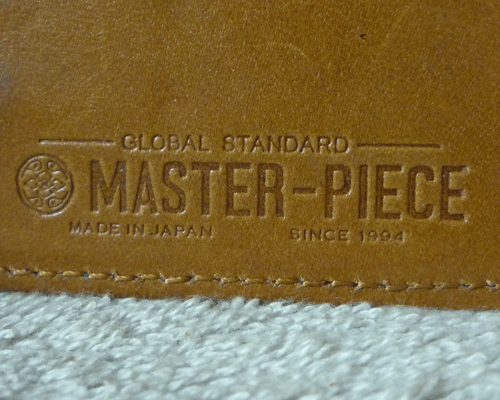 GLOBAL STANDARD
MASTER-PIECE
MADE IN JAPAN SINCE 1994